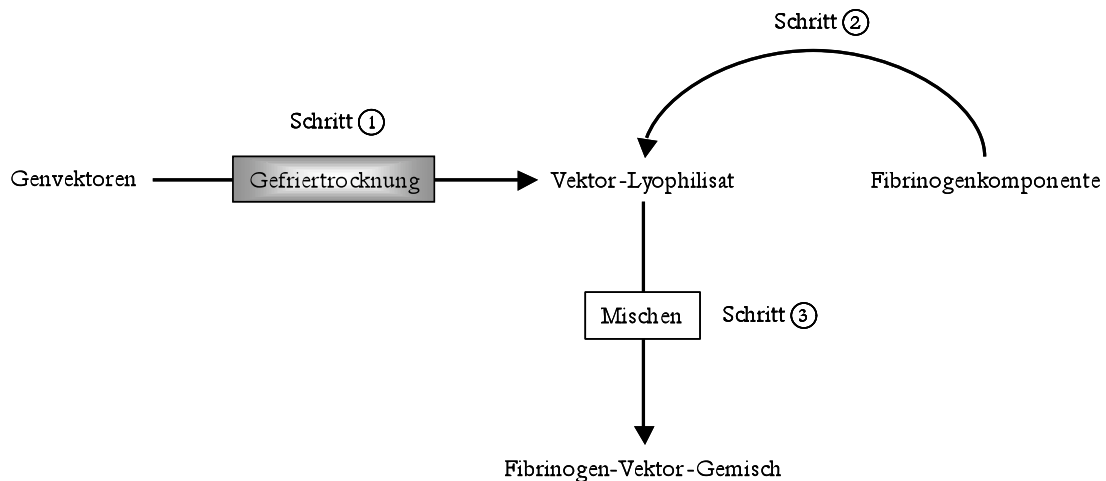 Schritt ②
Schritt ①
Genvektoren
Gefriertrocknung
Vektor-Lyophilisat
Fibrinogenkomponente
Mischen
Schritt ③
Fibrinogen-Vektor-Gemisch